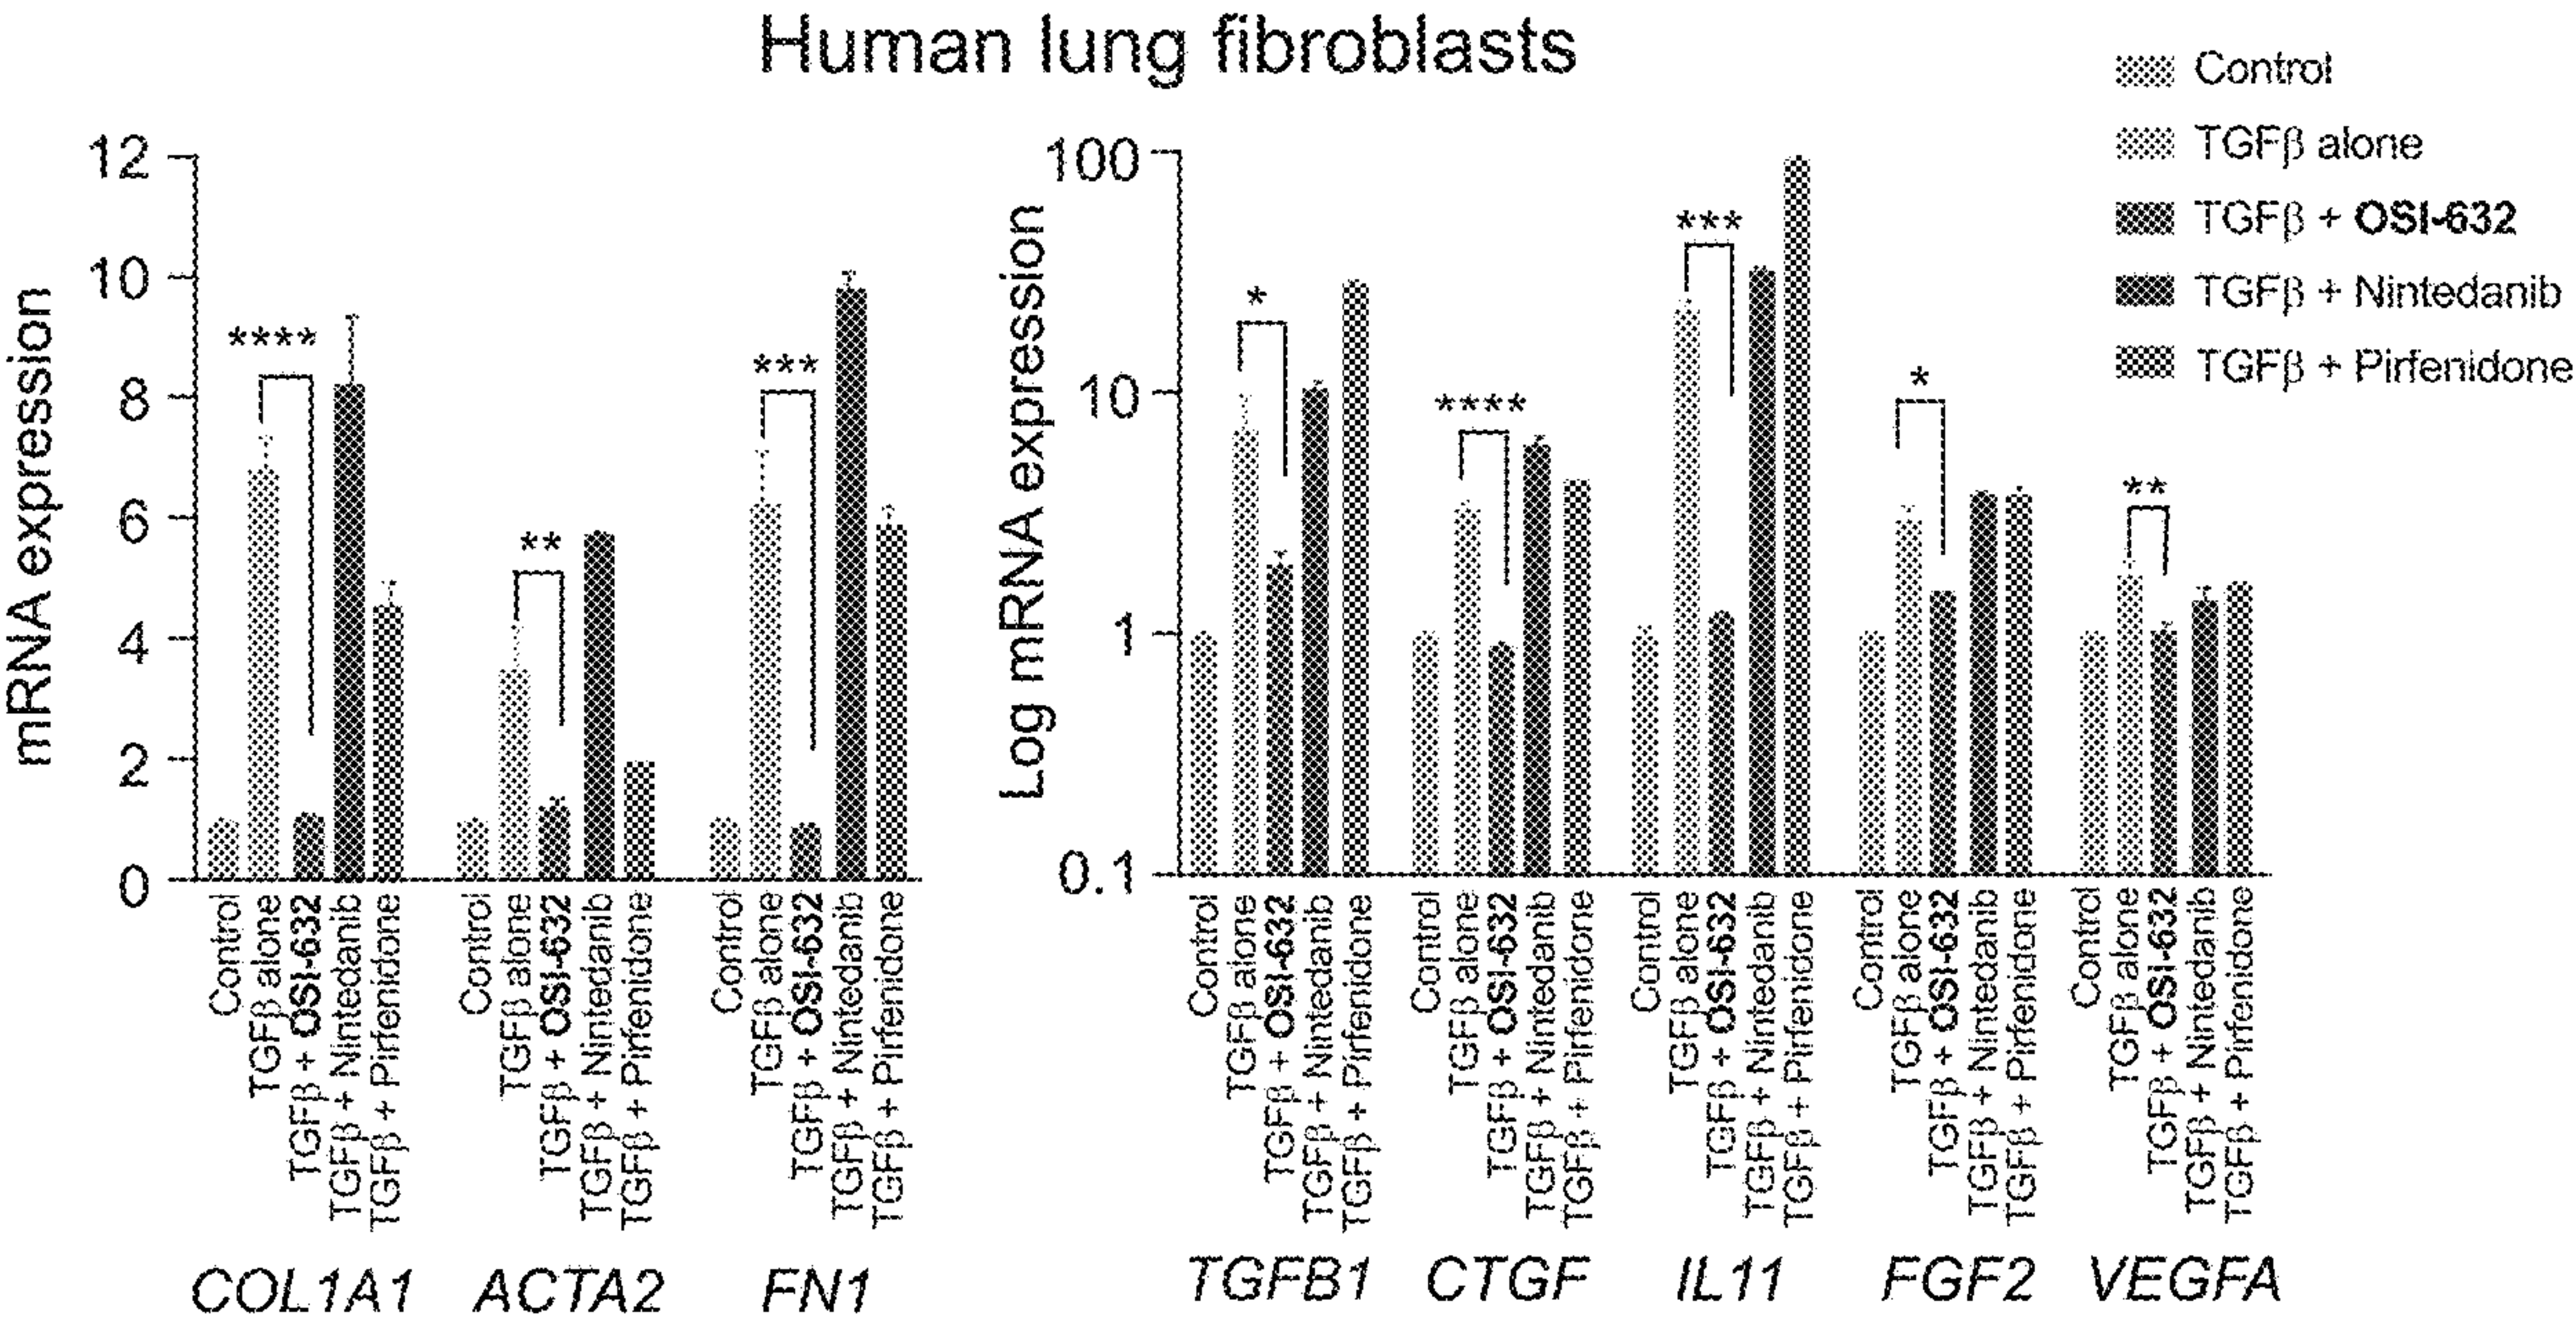 Human lung fibroblasts
Control
TGFβ alone
TGFβ + OSI-632
TGFβ + Nintedanib
TGFβ + Pirfenidone
mRNA expression
12
10
8
6
4
2
0
****
**
***
Control
TGFβ alone
TGFβ + OSI-632
TGFβ + Nintedanib
TGFβ + Pirfenidone
Control
TGFβ alone
TGFβ + OSI-632
TGFβ + Nintedanib
TGFβ + Pirfenidone
Control
TGFβ alone
TGFβ + OSI-632
TGFβ + Nintedanib
TGFβ + Pirfenidone
COL1A1
ACTA2
FN1
Log mRNA expression
100
10
1
0.1
*
****
***
*
**
Control
TGFβ alone
TGFβ + OSI-632
TGFβ + Nintedanib
TGFβ + Pirfenidone
Control
TGFβ alone
TGFβ + OSI-632
TGFβ + Nintedanib
TGFβ + Pirfenidone
Control
TGFβ alone
TGFβ + OSI-632
TGFβ + Nintedanib
TGFβ + Pirfenidone
Control
TGFβ alone
TGFβ + OSI-632
TGFβ + Nintedanib
TGFβ + Pirfenidone
Control
TGFβ alone
TGFβ + OSI-632
TGFβ + Nintedanib
TGFβ + Pirfenidone
TGFB1
CTGF
IL11
FGF2
VEGFA